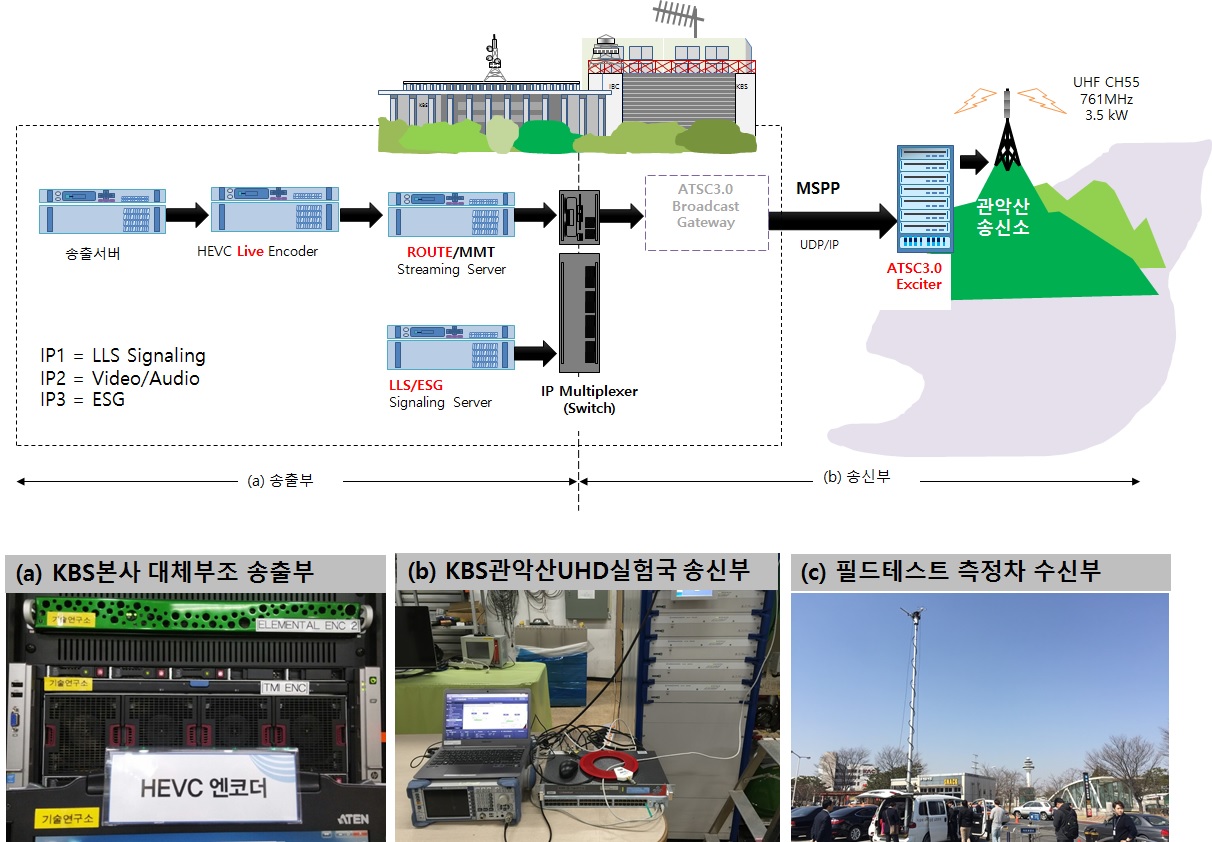 KBS
IBC
KBS
UHF CH55
761MHz
3.5 kW
송출서버
HEVC Live Encoder
ROUTE/MMT
Streaming Server
ATSC3.0
Broadcast
Gateway
MSPP
UDP/IP
ATSC3.0
Exciter
관악산
송신소
IP1 = LLS Signaling
IP2 = Video/Audio
IP3 = ESG
LLS/ESG
Signaling Server
IP Multiplexer
(Switch)
(a) 송출부
(b) 송신부
(a) KBS본사 대체부조 송출부
(b) KBS관악산UHD실험국 송신부
(c) 필드테스트 측정차 수신부
기술연구소
ELEMENTAL ENC 2
기술연구소
TMI ENC
HEVC 엔코더
기술연구소
ATEN